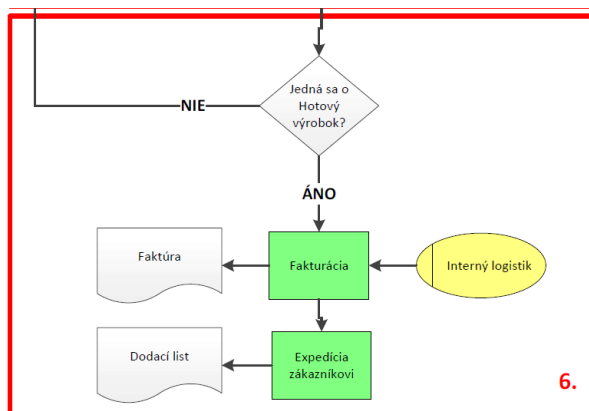 Jedná sa o
Hotový
výrobok?
NIE
ÁNO
Faktúra
Fakturácia
Interný logistik
Dodací list
Expedícia
zákazníkovi
6.